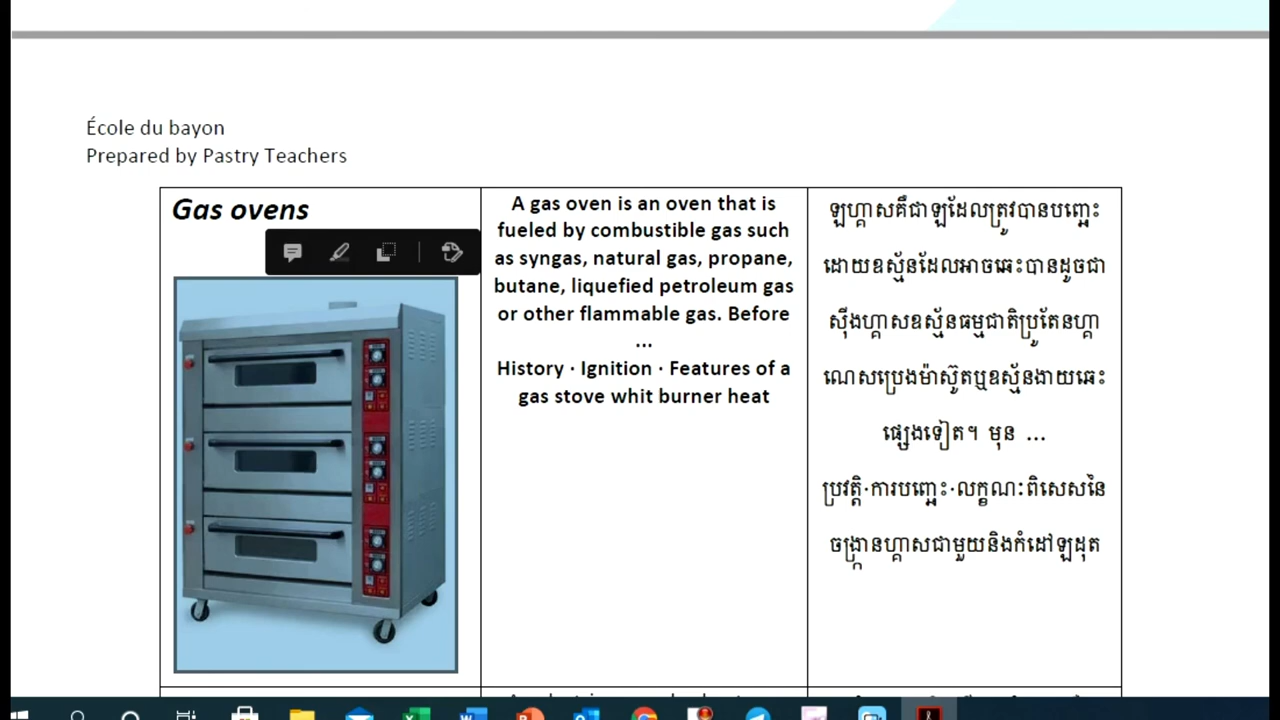 École du bayon
Prepared by Pastry Teachers
Gas ovens
A gas oven is an oven that is
fueled by combustible gas such
as syngas, natural gas, propane,
butane, liquefied petroleum gas
or other flammable gas. Before
...
History · Ignition · Features of a
gas stove whit burner heat
ឡហ្គាសគឺជាឡដែលត្រូវបានបញ្ឆេះ
ដោយឧស្ម័នដែលអាចឆេះបានដូចជា
ស៊ីងហ្គាសឧស្ម័នធម្មជាតិប្រូតែនហ្គា
ណេសប្រេងម៉ាស៊ូតឬឧស្ម័នងាយឆេះ
ផ្សេងទៀត។ មុន ...
ប្រវត្តិ·ការបញ្ឆេះ·លក្ខណៈពិសេសនៃ
ចង្ក្រានហ្គាសជាមួយនិងកំដៅឡដុត